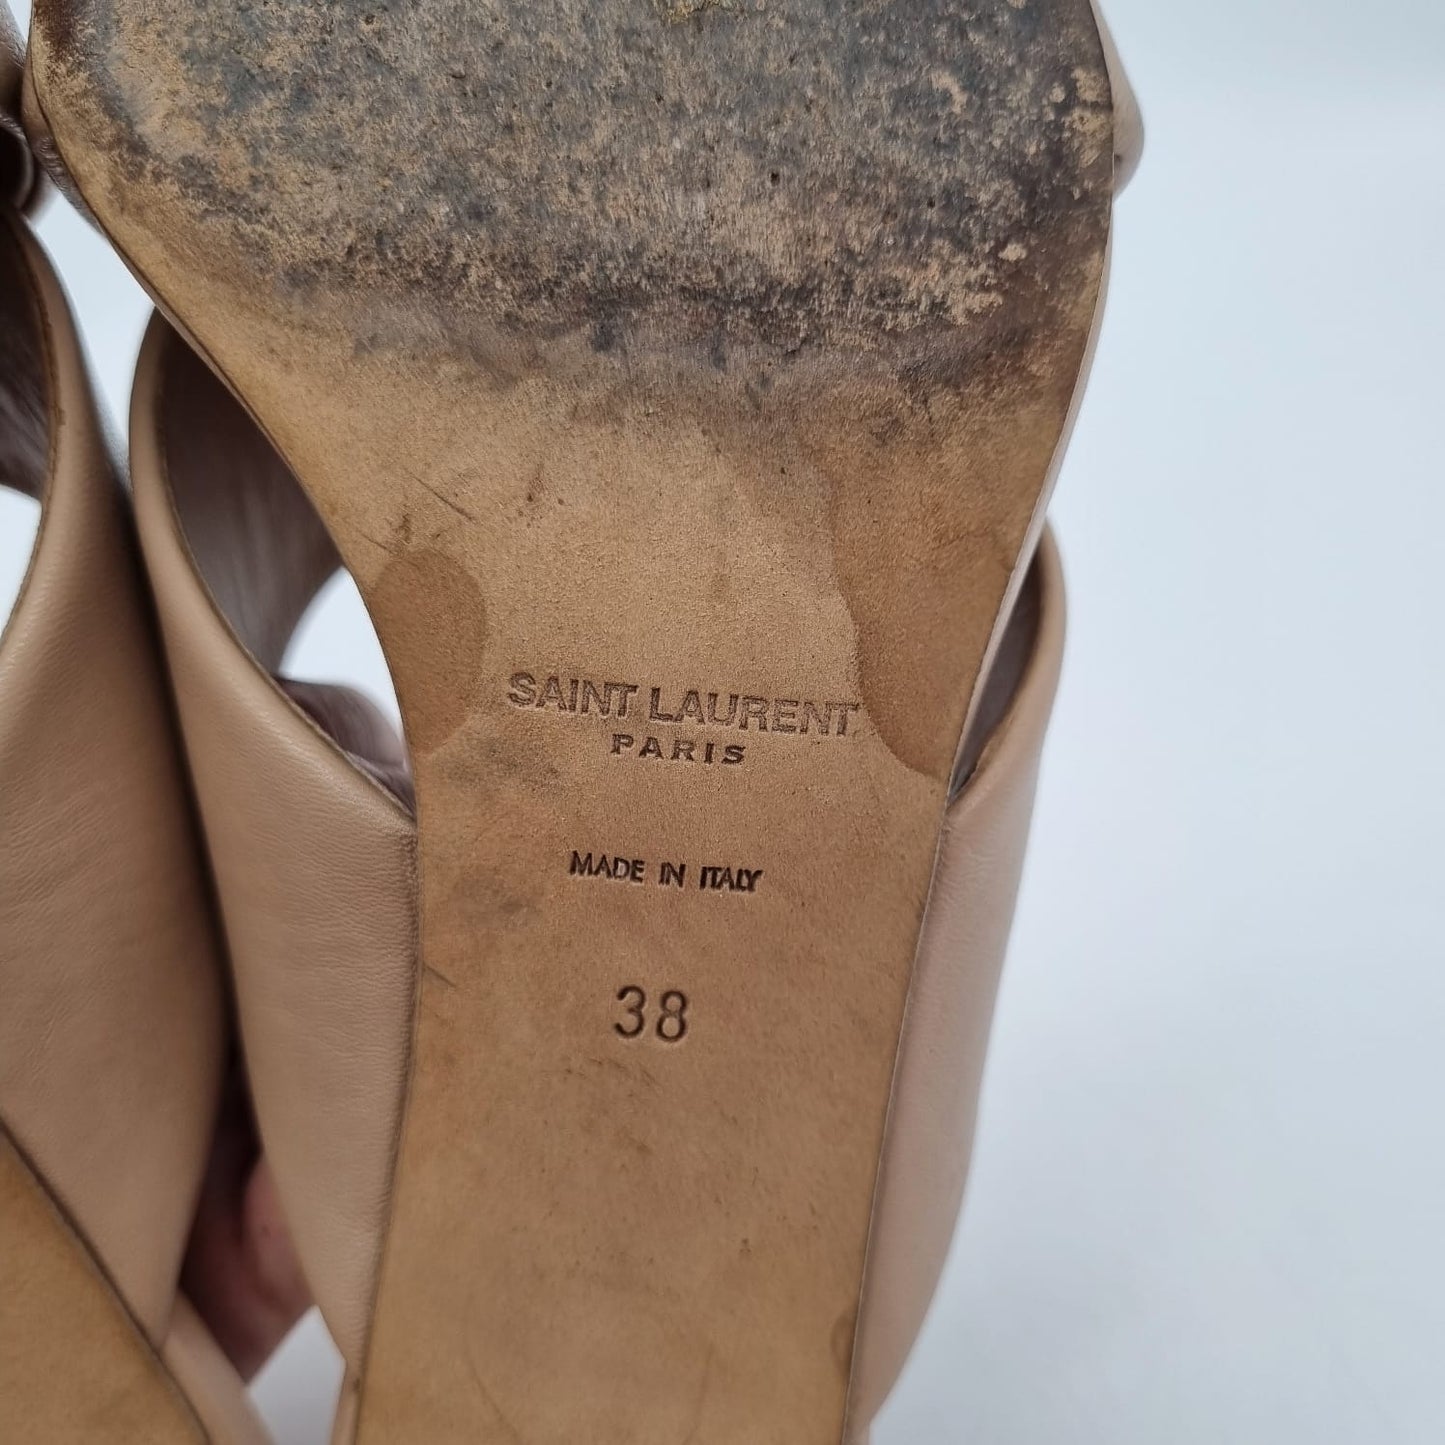 SAINT LAURENT
PARIS
MADE IN ITALY
38